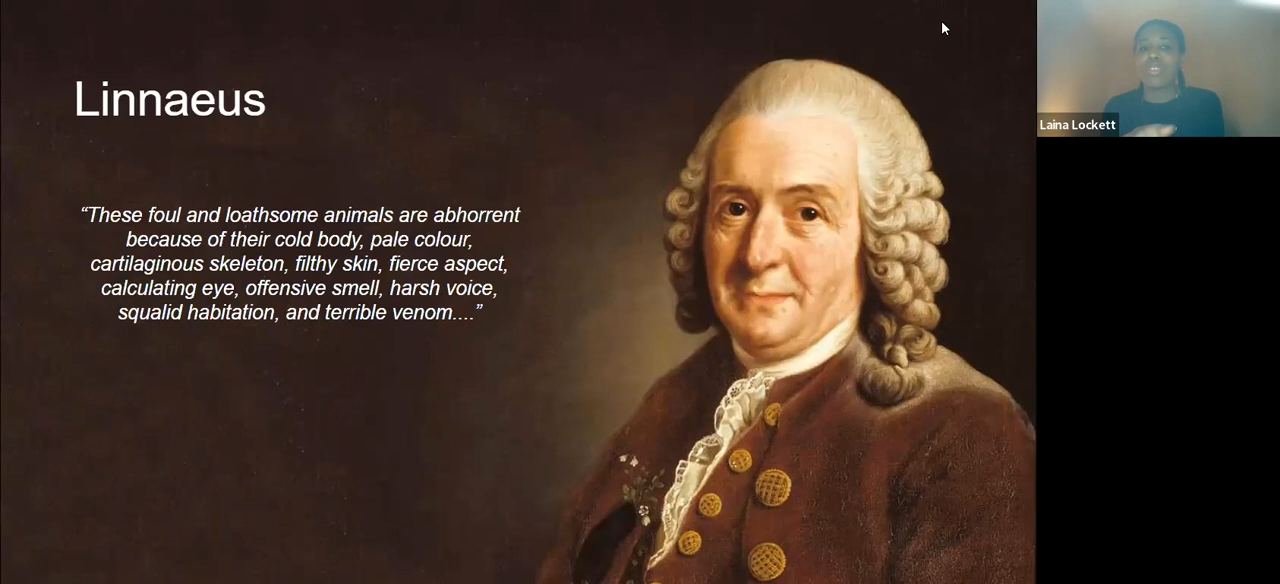 Linnaeus
“These foul and loathsome animals are abhorrent
because of their cold body, pale colour,
cartilaginous skeleton, filthy skin, fierce aspect,
calculating eye, offensive smell, harsh voice,
squalid habitation, and terrible venom....”
Laina Lockett